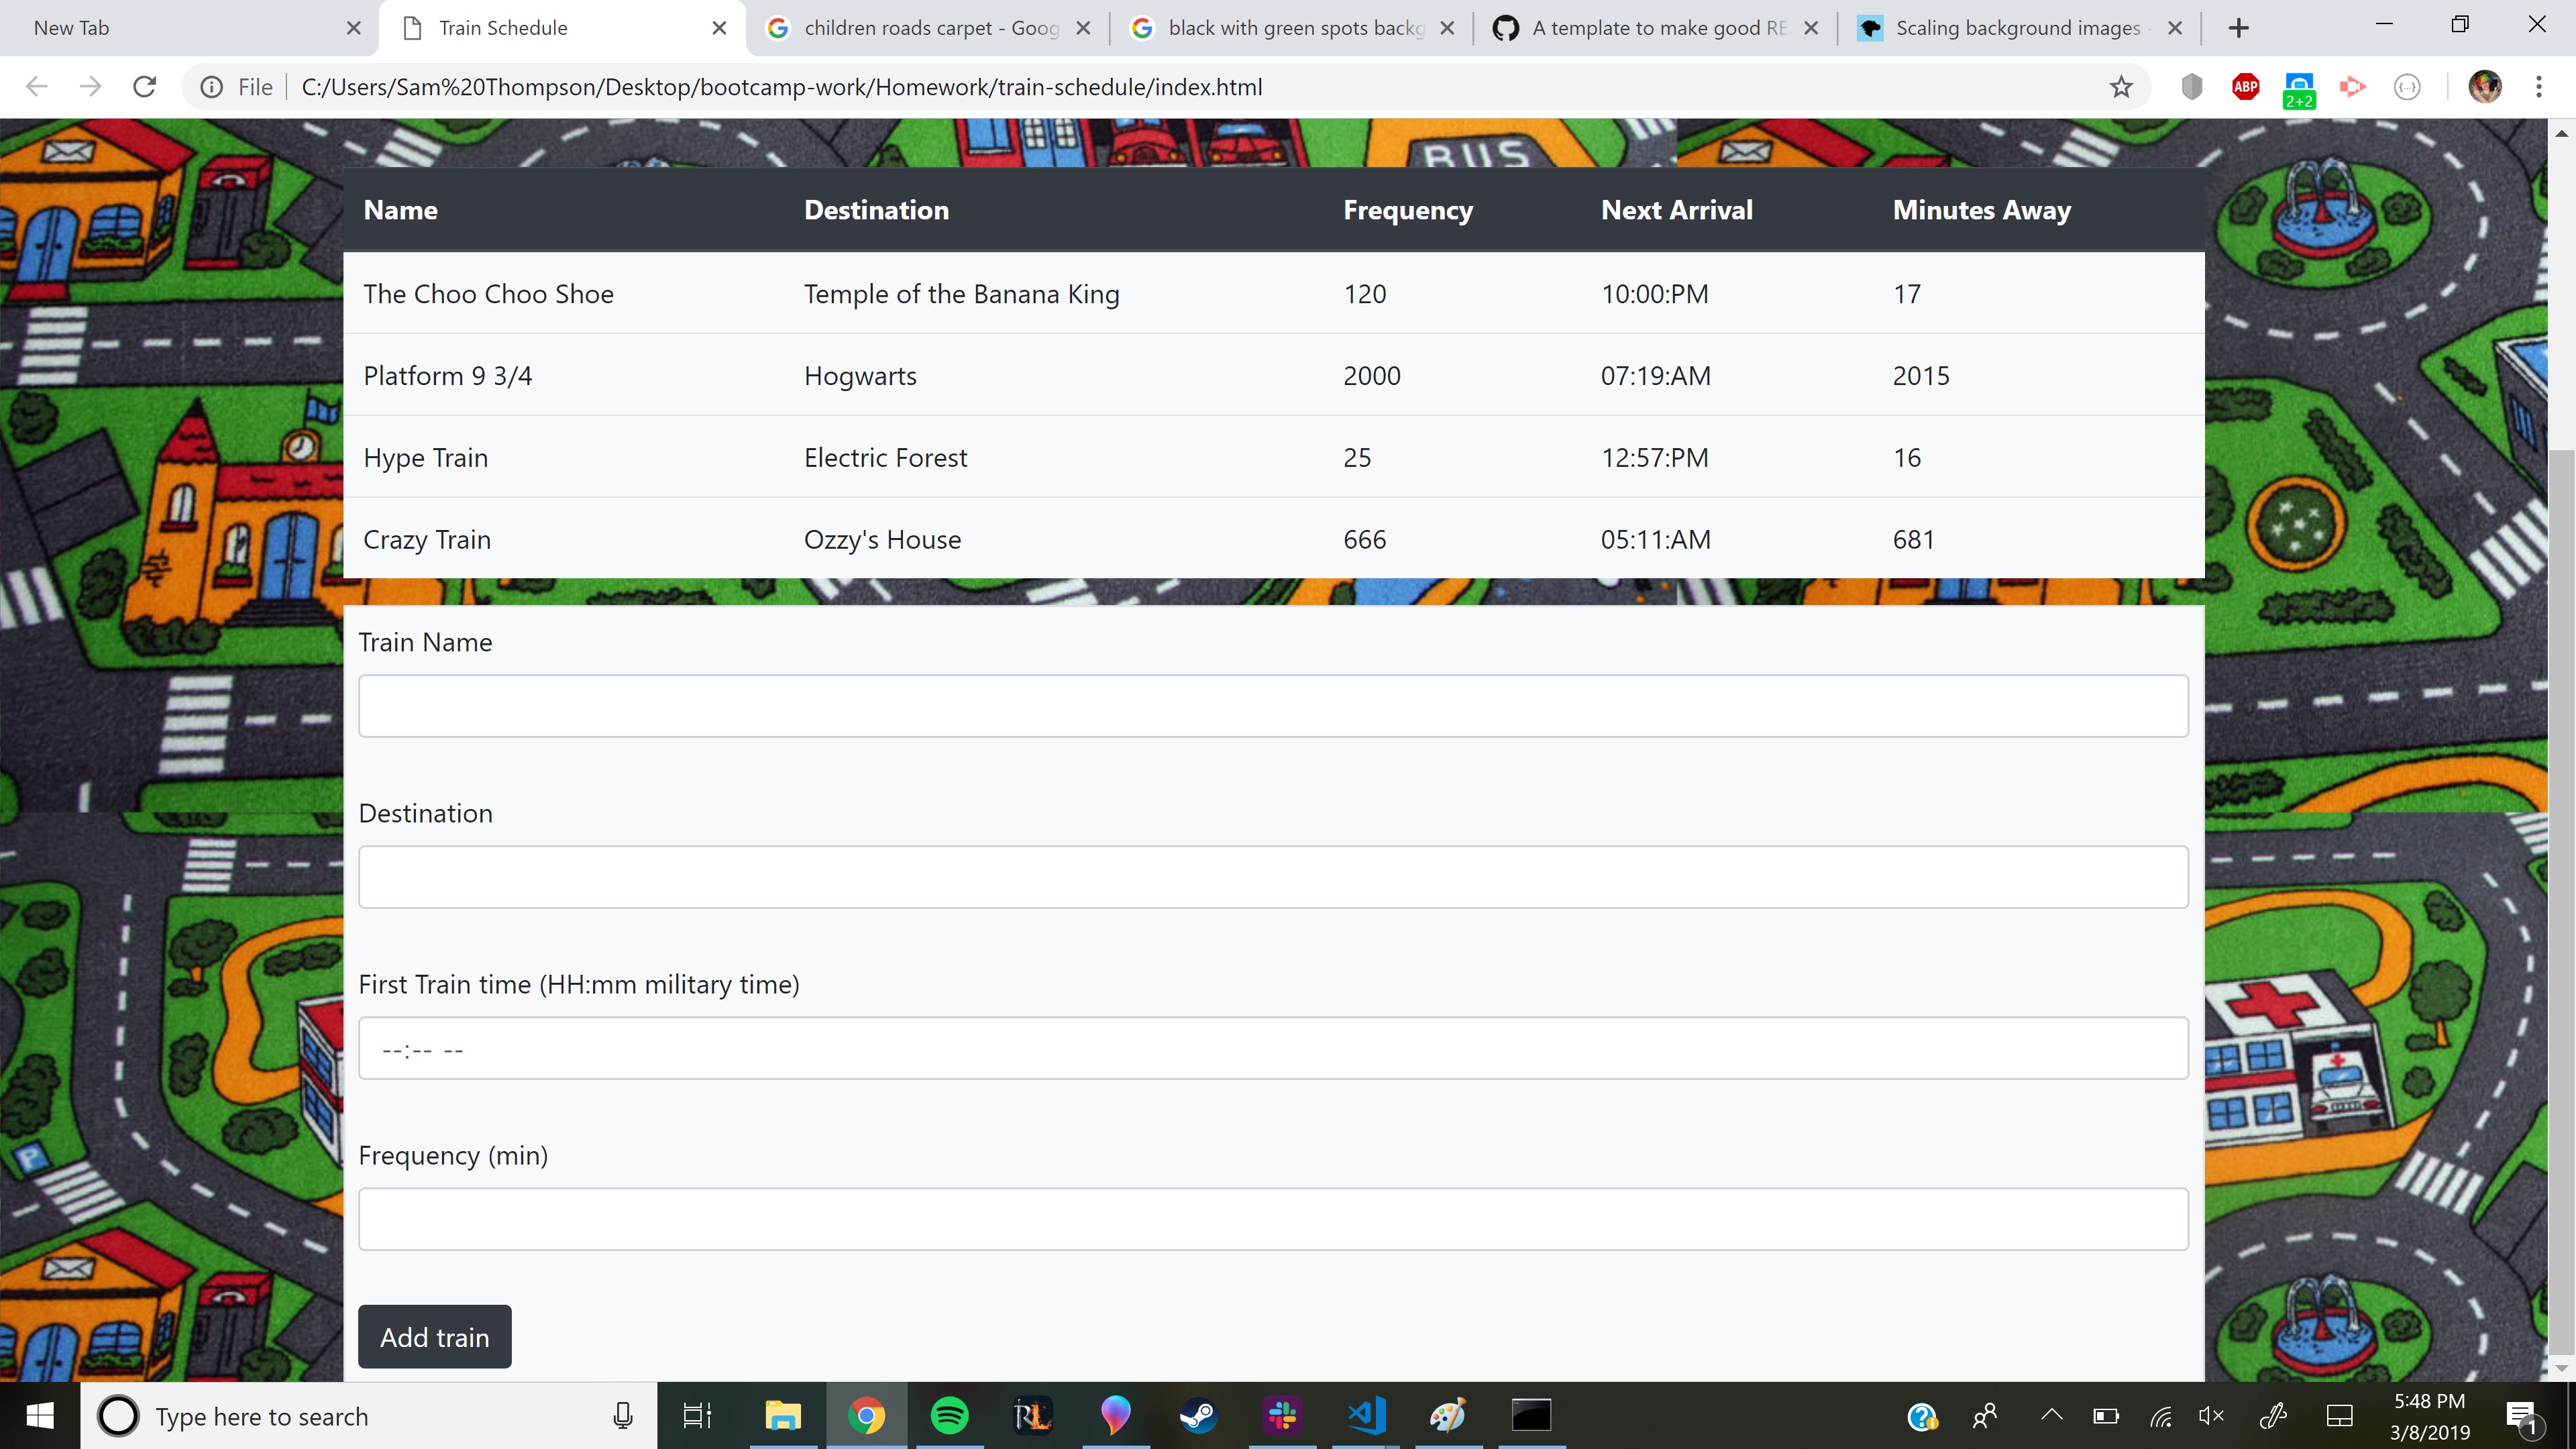 New Tab
Train Schedule
children roads carpet - Goog
black with green spots backg
A template to make good RE
Scaling background images -
File
C:/Users/Sam%20Thompson/Desktop/bootcamp-work/Homework/train-schedule/index.html
ABP
2+2
BUS
Name Destination Frequency Next Arrival Minutes Away
The Choo Choo Shoe Temple of the Banana King 120 10:00:PM 17
Platform 9 3/4 Hogwarts 2000 07:19:AM 2015
Hype Train Electric Forest 25 12:57:PM 16
Crazy Train Ozzy's House 666 05:11:AM 681
Train Name
Destination
First Train time (HH:mm military time)
--:-- --
Frequency (min)
P
Add train
Type here to search
RL
5:48 PM
3/8/2019
1